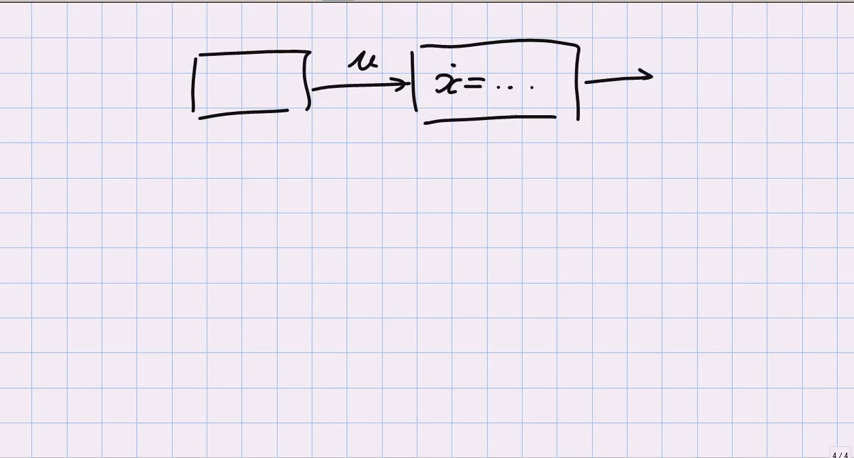 u
ẋ = ...
4/4